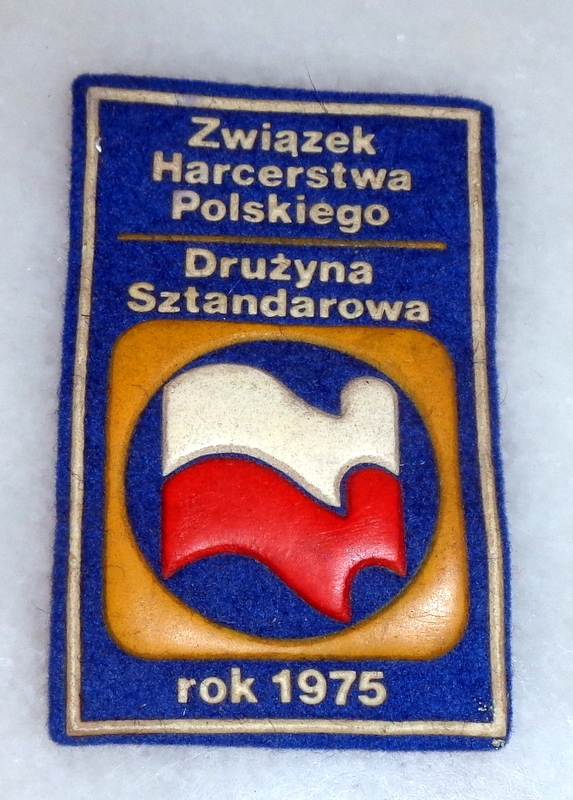 Związek
Harcerstwa
Polskiego
Drużyna
Sztandarowa
rok 1975